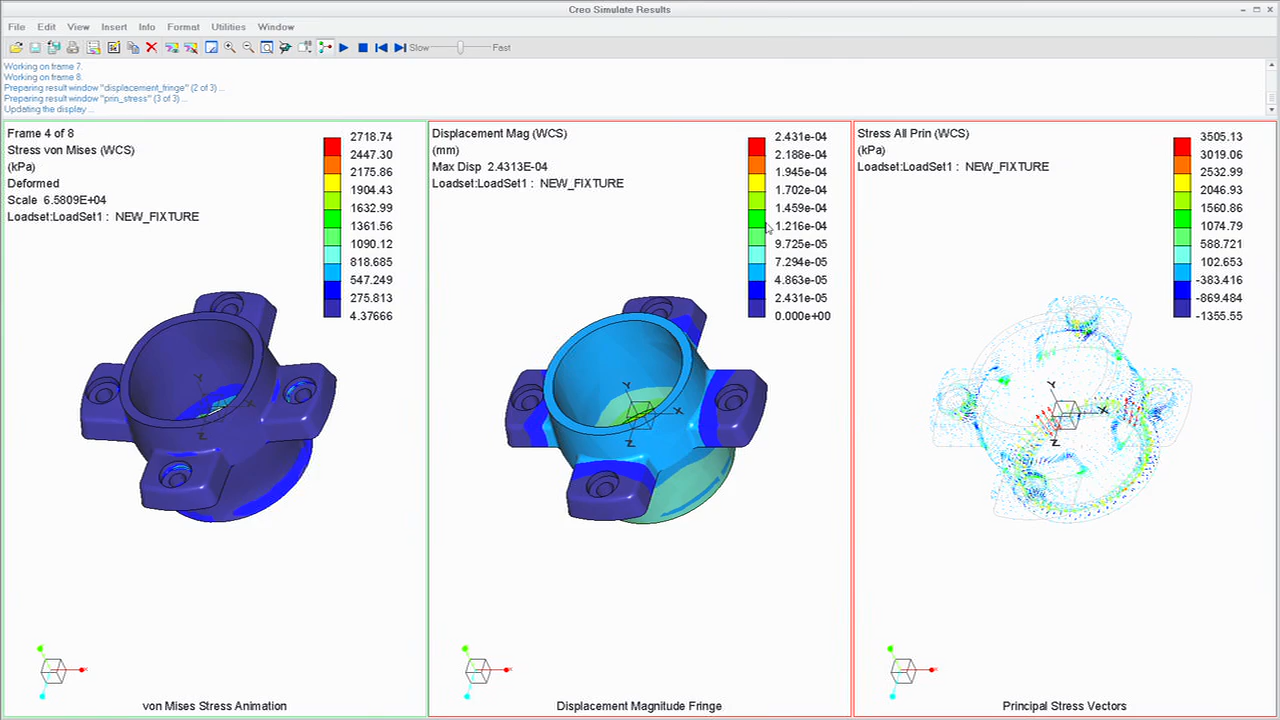 Creo Simulate Results
File Edit View Insert Info Format Utilities Window
Slow Fast
Working on frame 7.
Working on frame 8.
Preparing result window "displacement_fringe" (2 of 3) ...
Preparing result window "prin_stress" (3 of 3) ...
Updating the display ...
Frame 4 of 8
Stress von Mises (WCS)
(kPa)
Deformed
Scale 6.5809E+04
Loadset:LoadSet1 : NEW_FIXTURE
2718.74
2447.30
2175.86
1904.43
1632.99
1361.56
1090.12
818.685
547.249
275.813
4.37666
Y
X
Z
X
von Mises Stress Animation
Displacement Mag (WCS)
(mm)
Max Disp 2.4313E-04
Loadset:LoadSet1 : NEW_FIXTURE
2.431e-04
2.188e-04
1.945e-04
1.702e-04
1.459e-04
1.216e-04
9.725e-05
7.294e-05
4.863e-05
2.431e-05
0.000e+00
Y
X
Z
X
Displacement Magnitude Fringe
Stress All Prin (WCS)
(kPa)
Loadset:LoadSet1 : NEW_FIXTURE
3505.13
3019.06
2532.99
2046.93
1560.86
1074.79
588.721
102.653
-383.416
-869.484
-1355.55
Y
X
Z
X
Principal Stress Vectors